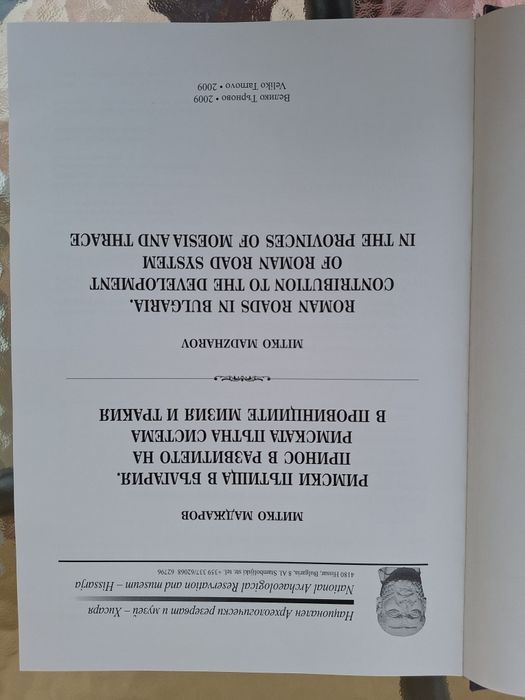 Национален Археологически резерват и музей – Хисаря
National Archaeological Reservation and museum – Hissarja
4180 Hissar, Bulgaria, 8 Al. Stambolijski str, tel. +359 337/62068 62796
МИТКО МАДЖАРОВ
РИМСКИ ПЪТИЩА В БЪЛГАРИЯ.
ПРИНОС В РАЗВИТИЕТО НА
РИМСКАТА ПЪТНА СИСТЕМА
В ПРОВИНЦИИТЕ МИЗИЯ И ТРАКИЯ
MITKO MADZHAROV
ROMAN ROADS IN BULGARIA.
CONTRIBUTION TO THE DEVELOPMENT
OF ROMAN ROAD SYSTEM
IN THE PROVINCES OF MOESIA AND THRACE
Велико Търново • 2009
Veliko Tarnovo • 2009